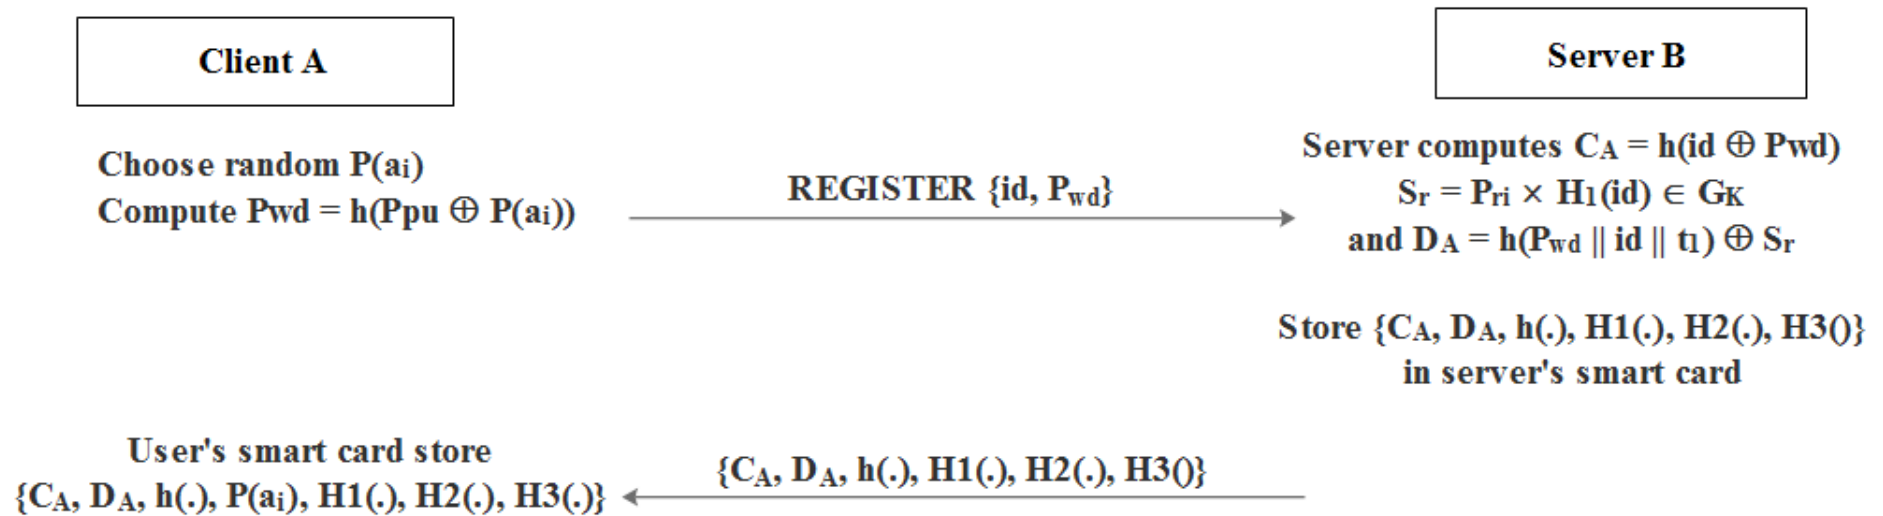 Client A
Server B
Choose random P(ai)
Compute Pwd = h(Ppu ⊕ P(ai))
REGISTER {id, Pwd}
Server computes CA = h(id ⊕ Pwd)
Sr = Pri × H1(id) ∈ GK
and DA = h(Pwd || id || t1) ⊕ Sr
Store {CA, DA, h(.), H1(.), H2(.), H3()}
in server's smart card
User's smart card store
{CA, DA, h(.), P(ai), H1(.), H2(.), H3(.)}
{CA, DA, h(.), H1(.), H2(.), H3()}